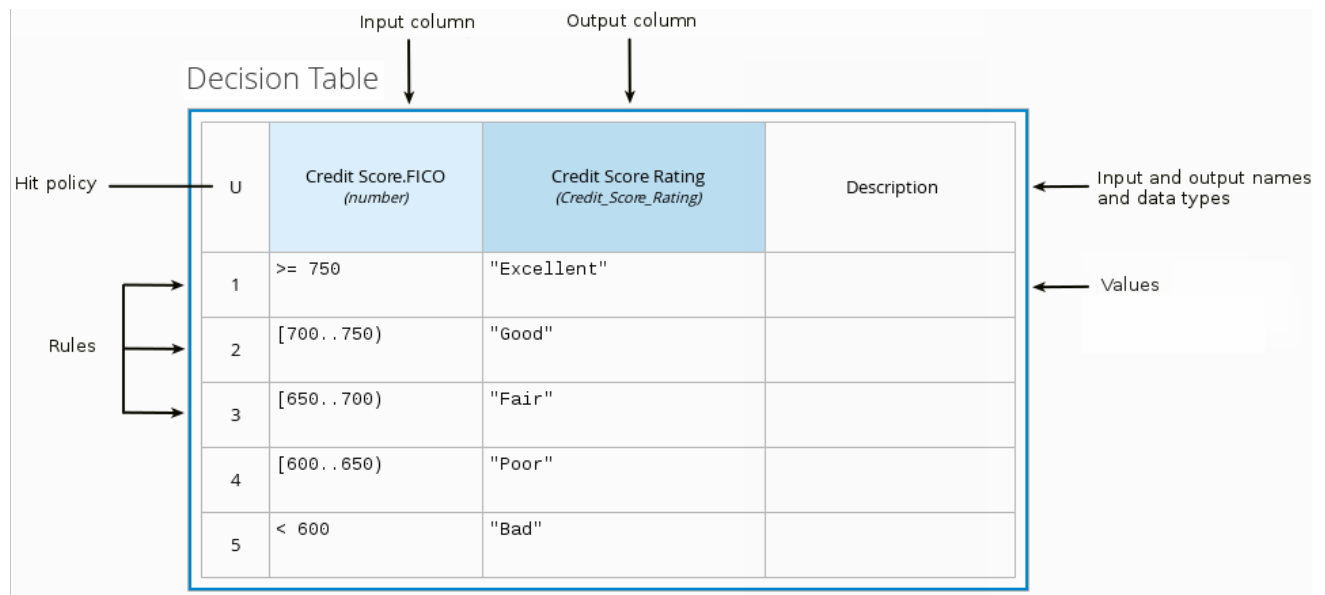 Input column
Output column
Decision Table
Hit policy
U
Credit Score.FICO
(number)
Credit Score Rating
(Credit_Score_Rating)
Description
Input and output names
and data types
1
>= 750
"Excellent"
Values
Rules
2
[700..750)
"Good"
3
[650..700)
"Fair"
4
[600..650)
"Poor"
5
< 600
"Bad"